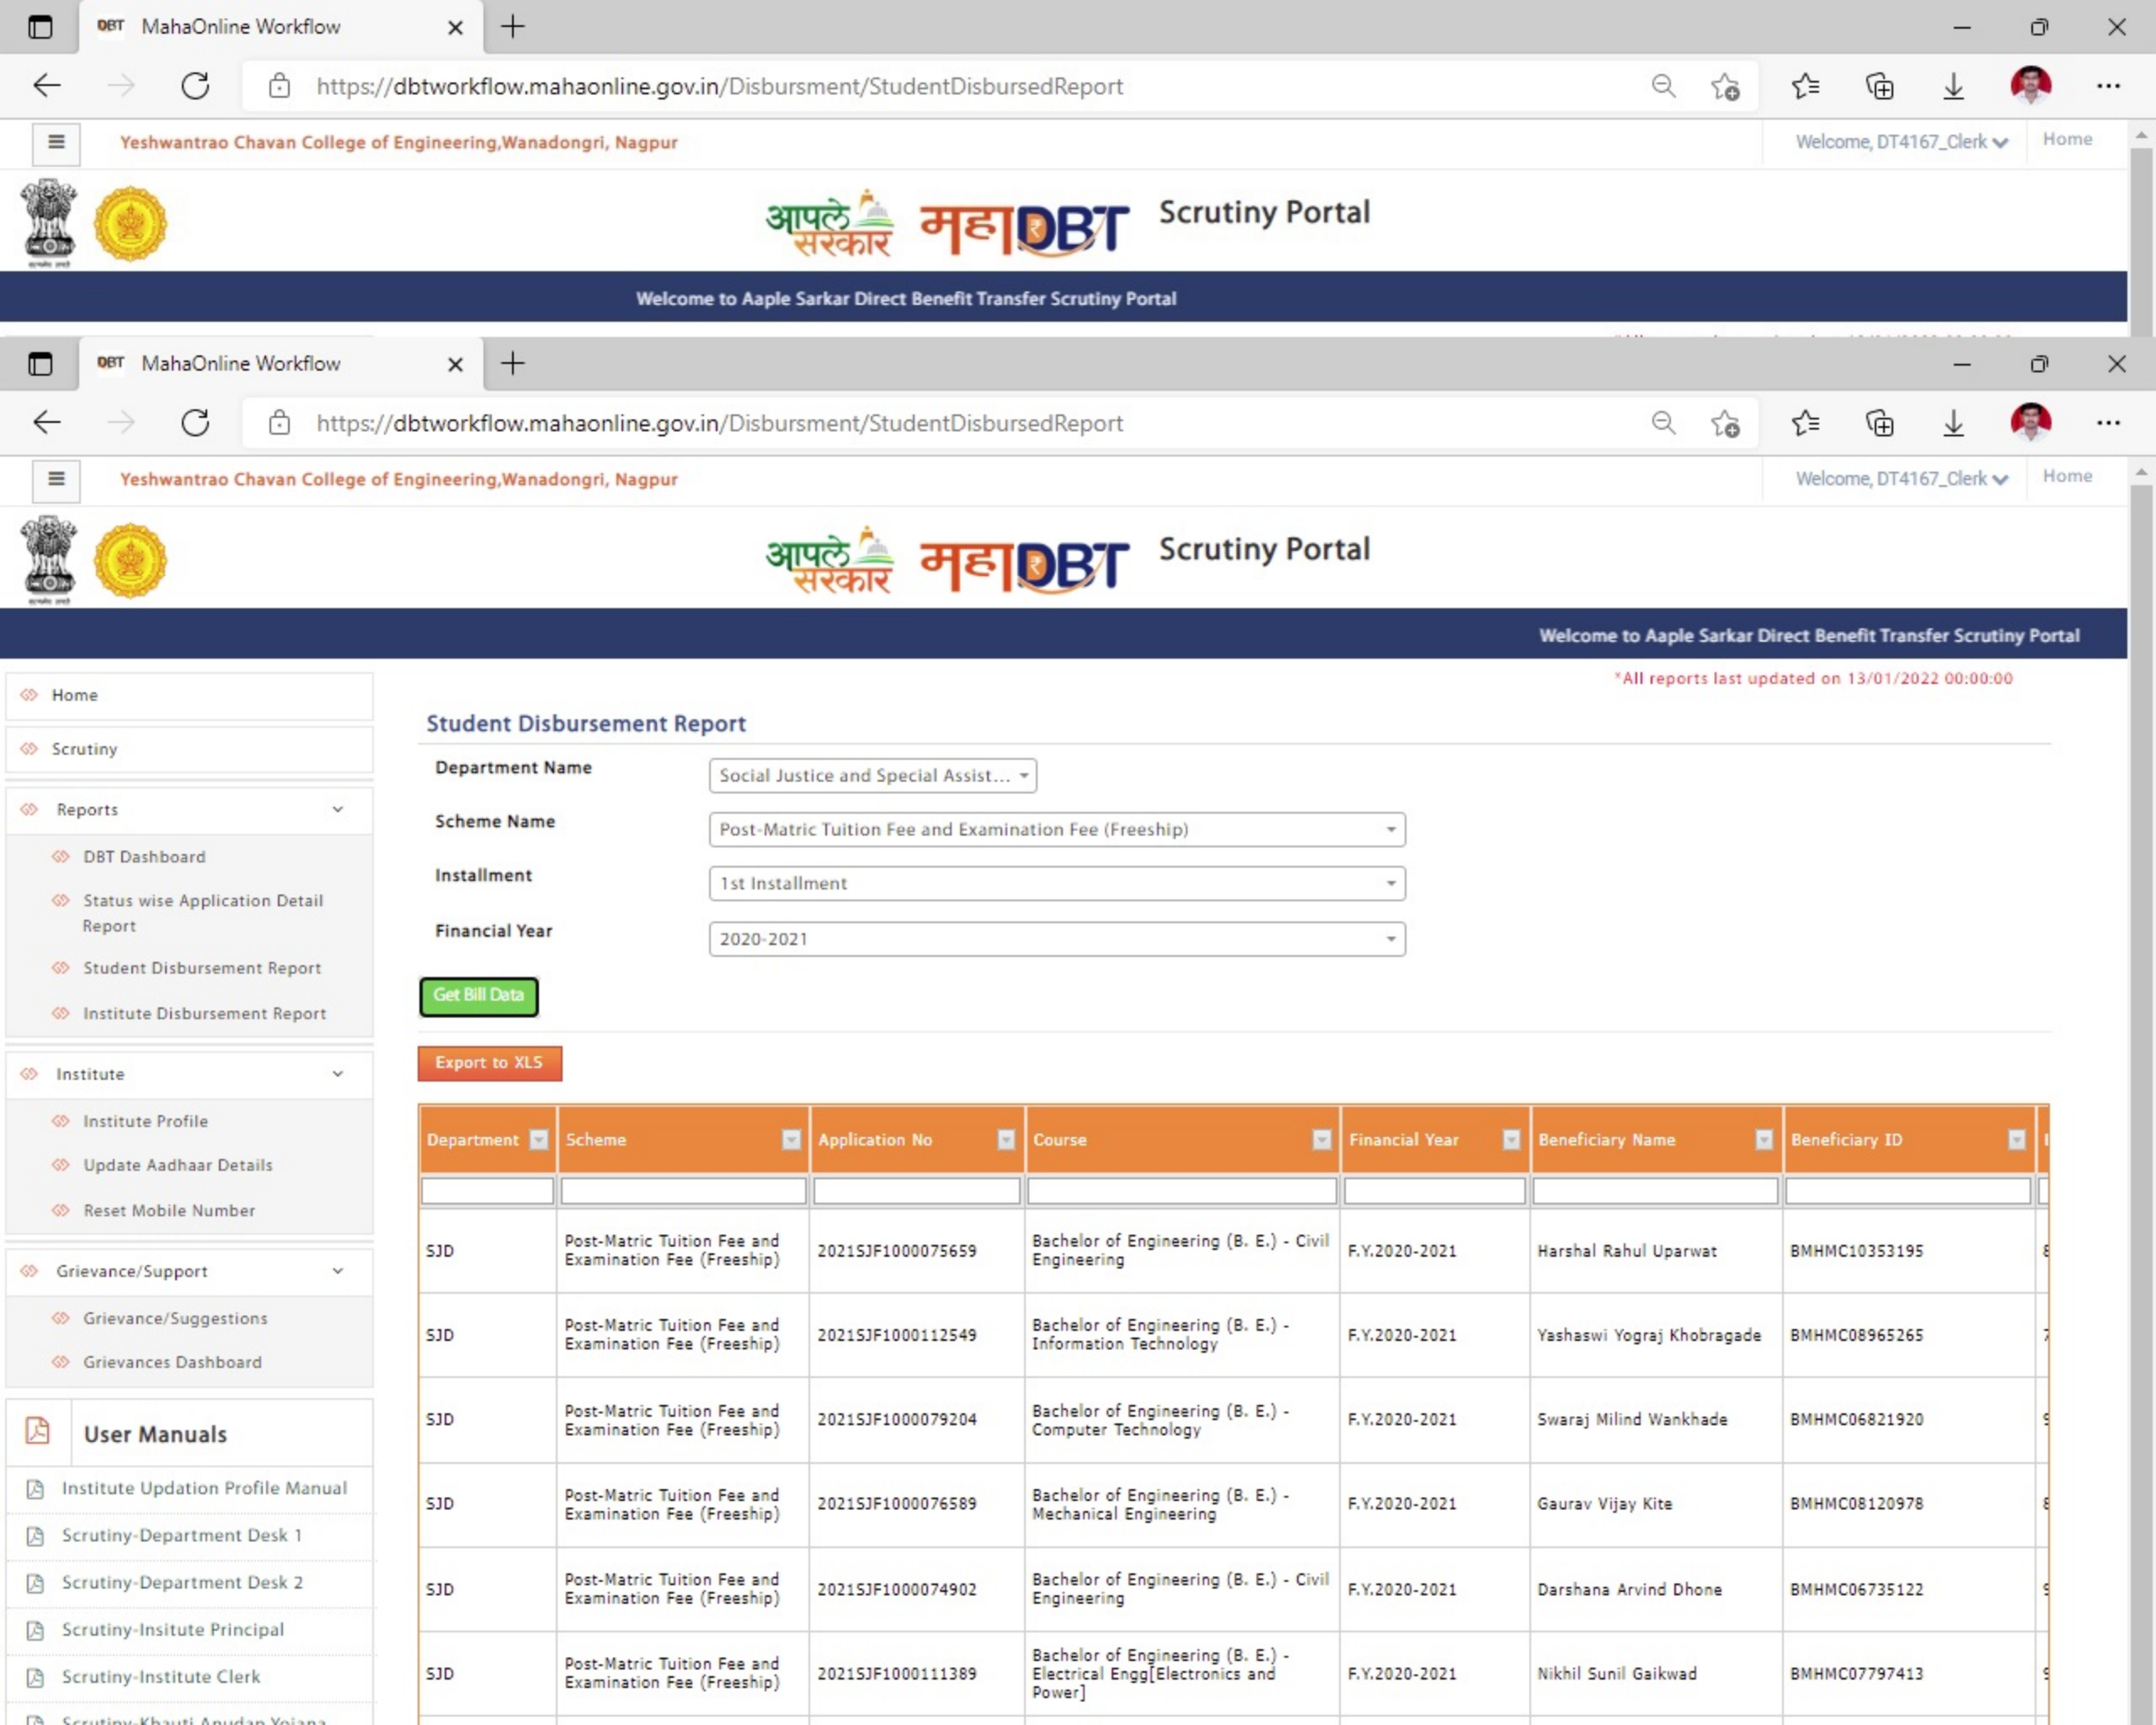 MahaOnline Workflow
https://dbtworkflow.mahaonline.gov.in/Disbursment/StudentDisbursedReport
Yeshwantrao Chavan College of Engineering,Wanadongri, Nagpur
Welcome, DT4167_Clerk
Home
आपले सरकार
महाDBT
Scrutiny Portal
Welcome to Aaple Sarkar Direct Benefit Transfer Scrutiny Portal
DBT MahaOnline Workflow
https://dbtworkflow.mahaonline.gov.in/Disbursment/StudentDisbursedReport
Yeshwantrao Chavan College of Engineering,Wanadongri, Nagpur
Welcome, DT4167_Clerk
Home
आपले सरकार
महाDBT
Scrutiny Portal
Welcome to Aaple Sarkar Direct Benefit Transfer Scrutiny Portal
*All reports last updated on 13/01/2022 00:00:00
Home
Scrutiny
Reports
DBT Dashboard
Status wise Application Detail
Report
Student Disbursement Report
Institute Disbursement Report
Institute
Institute Profile
Update Aadhaar Details
Reset Mobile Number
Grievance/Support
Grievance/Suggestions
Grievances Dashboard
User Manuals
Institute Updation Profile Manual
Scrutiny-Department Desk 1
Scrutiny-Department Desk 2
Scrutiny-Insitute Principal
Scrutiny-Institute Clerk
Scrutiny-Khauti Anudan Yojana
Student Disbursement Report
Department Name Social Justice and Special Assist...
Scheme Name Post-Matric Tuition Fee and Examination Fee (Freeship)
Installment 1st Installment
Financial Year 2020-2021
Get Bill Data
Export to XLS
Department Scheme Application No Course Financial Year Beneficiary Name Beneficiary ID
SJD Post-Matric Tuition Fee and Examination Fee (Freeship) 2021SJF1000075659 Bachelor of Engineering (B. E.) - Civil Engineering F.Y.2020-2021 Harshal Rahul Uparwat BMHMC10353195
SJD Post-Matric Tuition Fee and Examination Fee (Freeship) 2021SJF1000112549 Bachelor of Engineering (B. E.) - Information Technology F.Y.2020-2021 Yashaswi Yograj Khobragade BMHMC08965265
SJD Post-Matric Tuition Fee and Examination Fee (Freeship) 2021SJF1000079204 Bachelor of Engineering (B. E.) - Computer Technology F.Y.2020-2021 Swaraj Milind Wankhade BMHMC06821920
SJD Post-Matric Tuition Fee and Examination Fee (Freeship) 2021SJF1000076589 Bachelor of Engineering (B. E.) - Mechanical Engineering F.Y.2020-2021 Gaurav Vijay Kite BMHMC08120978
SJD Post-Matric Tuition Fee and Examination Fee (Freeship) 2021SJF1000074902 Bachelor of Engineering (B. E.) - Civil Engineering F.Y.2020-2021 Darshana Arvind Dhone BMHMC06735122
SJD Post-Matric Tuition Fee and Examination Fee (Freeship) 2021SJF1000111389 Bachelor of Engineering (B. E.) - Electrical Engg[Electronics and Power] F.Y.2020-2021 Nikhil Sunil Gaikwad BMHMC07797413